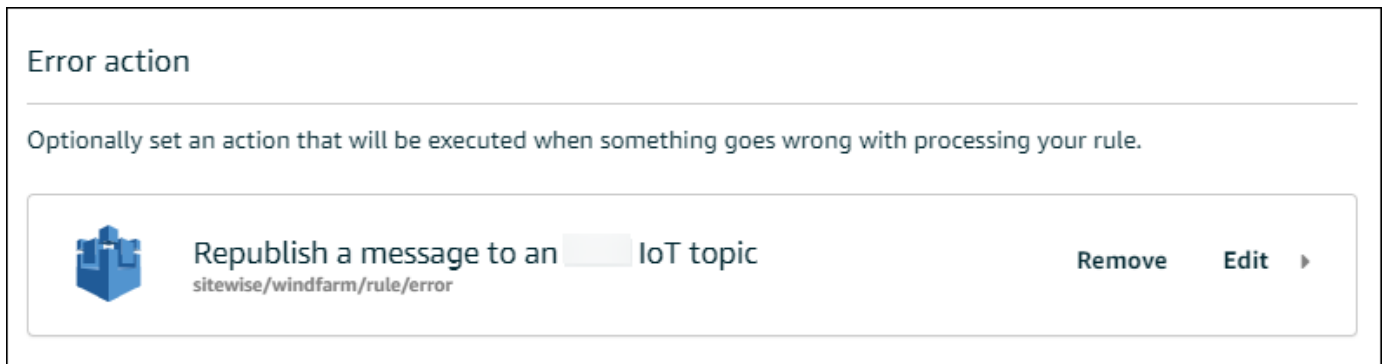 Error action
Optionally set an action that will be executed when something goes wrong with processing your rule.
Republish a message to an IoT topic
sitewise/windfarm/rule/error
Remove
Edit